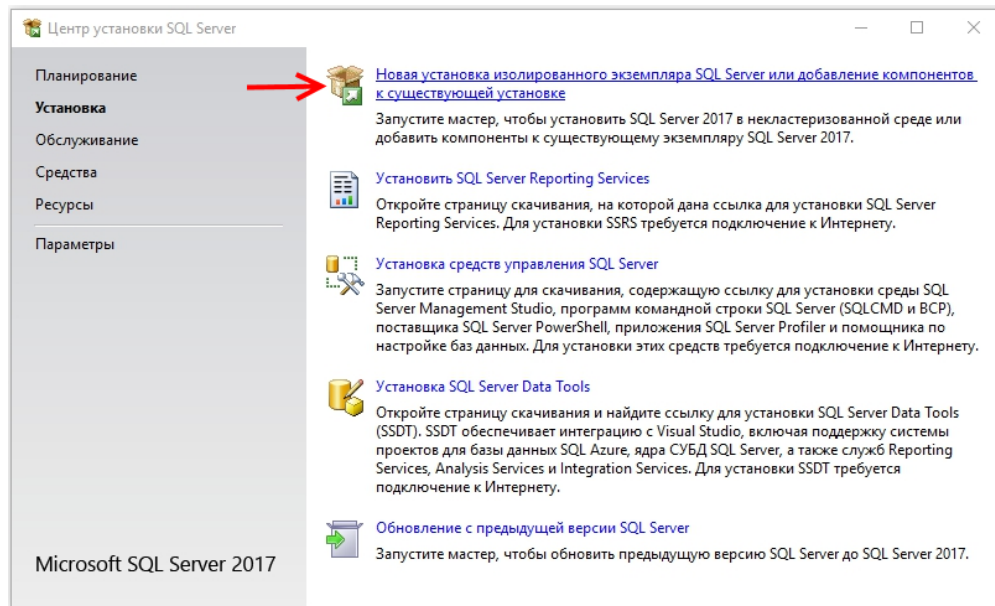 Центр установки SQL Server
Планирование
Установка
Обслуживание
Средства
Ресурсы
Параметры
Microsoft SQL Server 2017
Новая установка изолированного экземпляра SQL Server или добавление компонентов
к существующей установке
Запустите мастер, чтобы установить SQL Server 2017 в некластеризованной среде или
добавить компоненты к существующему экземпляру SQL Server 2017.
Установить SQL Server Reporting Services
Откройте страницу скачивания, на которой дана ссылка для установки SQL Server
Reporting Services. Для установки SSRS требуется подключение к Интернету.
Установка средств управления SQL Server
Запустите страницу для скачивания, содержащую ссылку для установки среды SQL
Server Management Studio, программ командной строки SQL Server (SQLCMD и BCP),
поставщика SQL Server PowerShell, приложения SQL Server Profiler и помощника по
настройке баз данных. Для установки этих средств требуется подключение к Интернету.
Установка SQL Server Data Tools
Откройте страницу скачивания и найдите ссылку для установки SQL Server Data Tools
(SSDT). SSDT обеспечивает интеграцию с Visual Studio, включая поддержку системы
проектов для базы данных SQL Azure, ядра СУБД SQL Server, а также служб Reporting
Services, Analysis Services и Integration Services. Для установки SSDT требуется
подключение к Интернету.
Обновление с предыдущей версии SQL Server
Запустите мастер, чтобы обновить предыдущую версию SQL Server до SQL Server 2017.